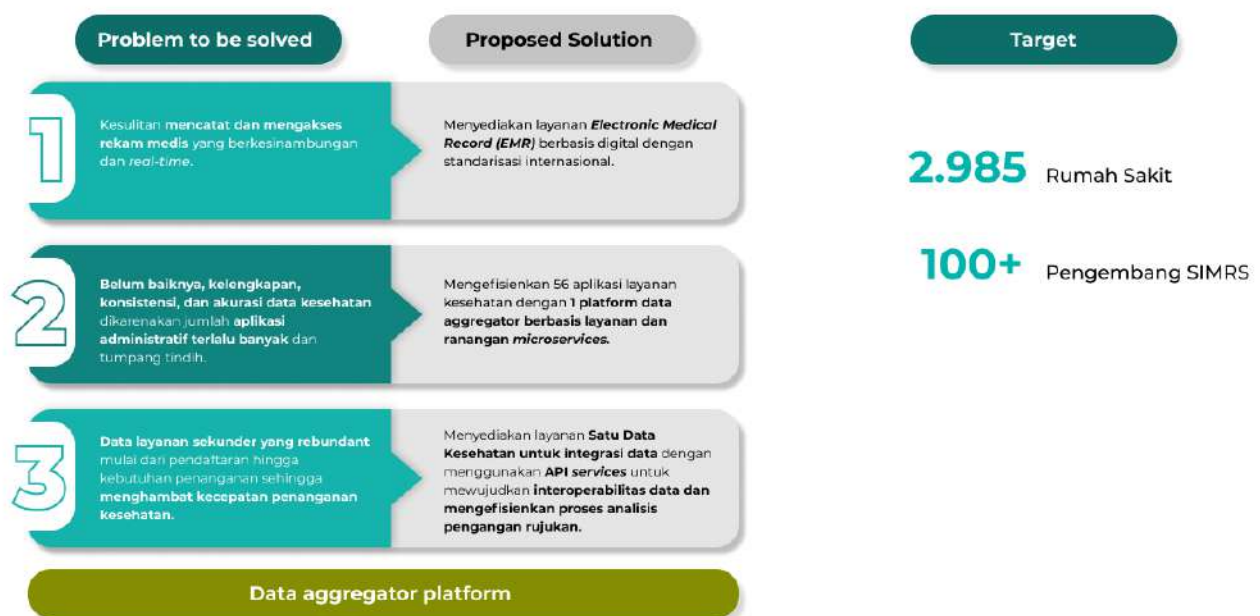 Problem to be solved
Proposed Solution
Target
1
Kesulitan mencatat dan mengakses
rekam medis yang berkesinambungan
dan real-time.
Menyediakan layanan Electronic Medical
Record (EMR) berbasis digital dengan
standarisasi internasional.
2
Belum baiknya, kelengkapan,
konsistensi, dan akurasi data kesehatan
dikarenakan jumlah aplikasi
administratif terlalu banyak dan
tumpang tindih.
Mengefisienkan 56 aplikasi layanan
kesehatan dengan 1 platform data
aggregator berbasis layanan dan
ranangan microservices.
3
Data layanan sekunder yang rebundant
mulai dari pendaftaran hingga
kebutuhan penanganan sehingga
menghambat kecepatan penanganan
kesehatan.
Menyediakan layanan Satu Data
Kesehatan untuk integrasi data dengan
menggunakan API services untuk
mewujudkan interoperabilitas data dan
mengefisienkan proses analisis
pengangan rujukan.
Data aggregator platform
2.985 Rumah Sakit
100+ Pengembang SIMRS